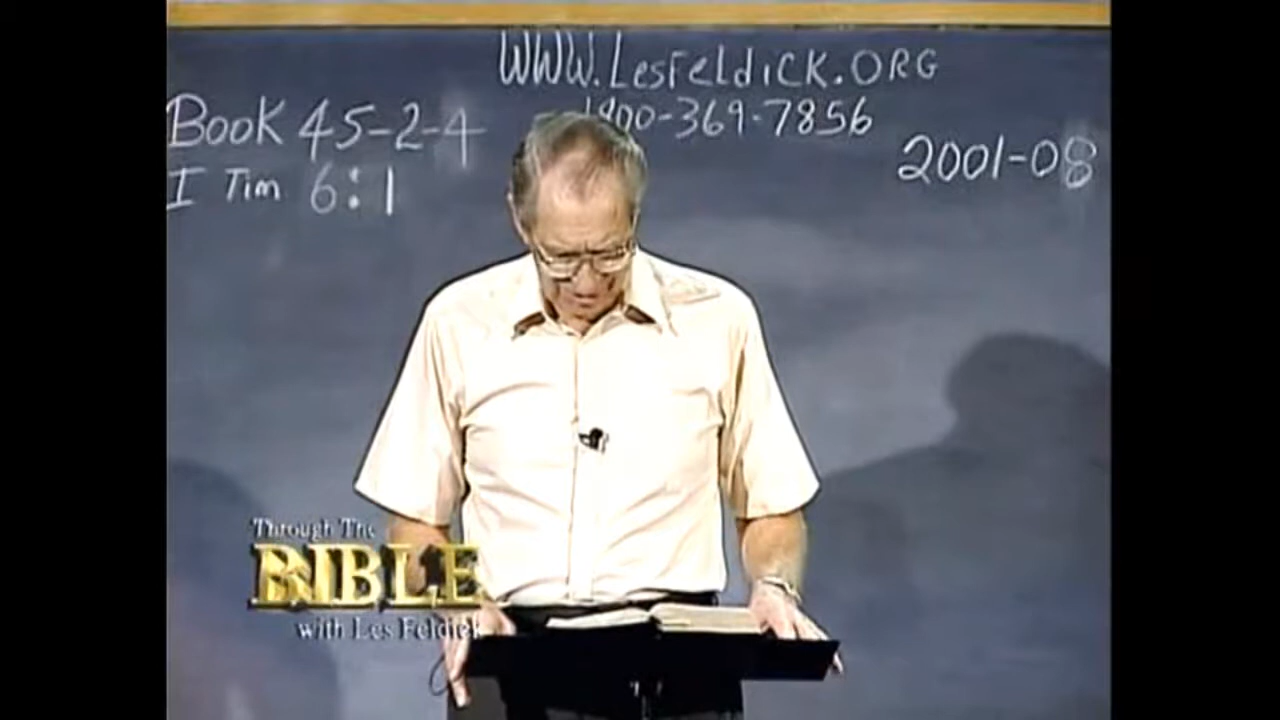 WWW.LesFeldick.ORG
1800-369-7856
Book 45-2-4
I Tim 6:1
2001-08
Through The
BIBLE
with Les Feldick